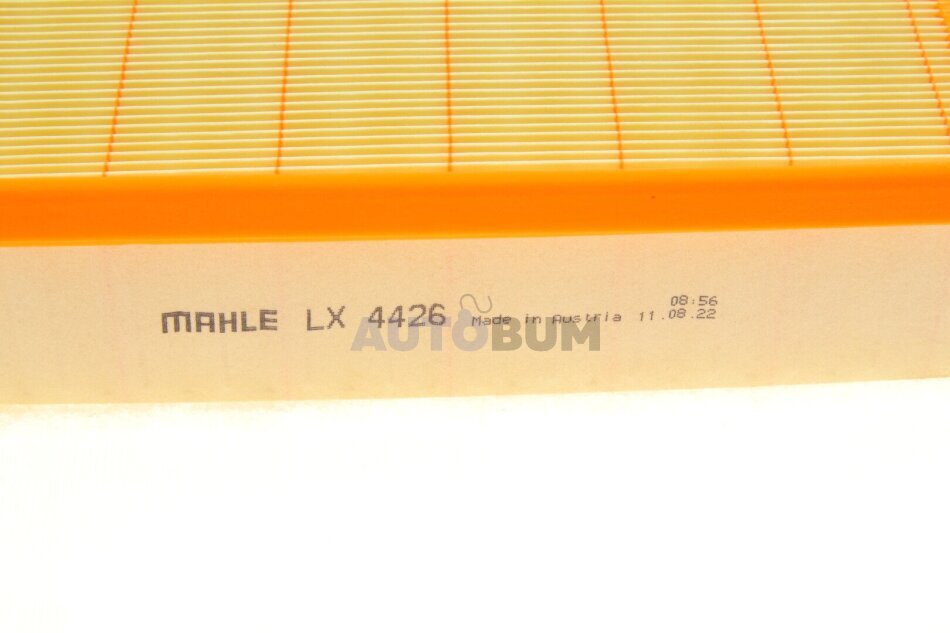 08:56
MAHLE LX 4426 Made in Austria 11.08.22
AUTOBUM